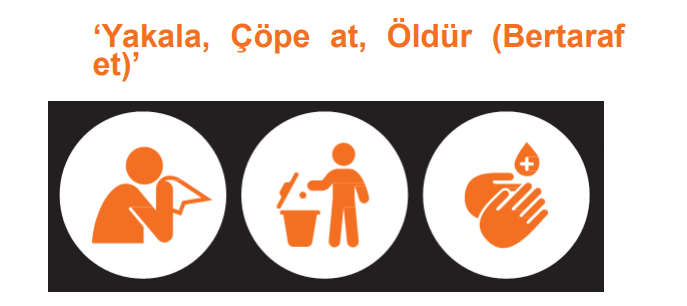 ‘Yakala, Çöpe at, Öldür (Bertaraf
et)’